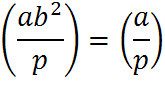 (ab²/p) = (a/p)